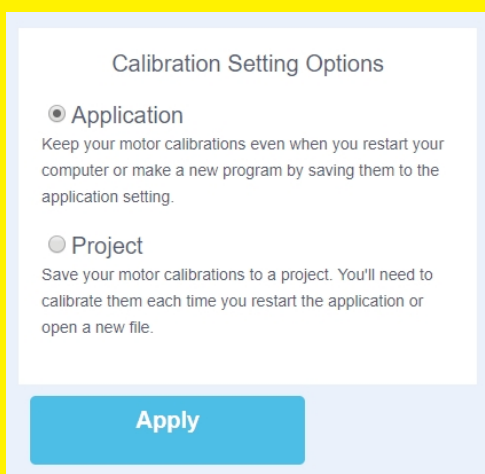 Calibration Setting Options
Application
Keep your motor calibrations even when you restart your
computer or make a new program by saving them to the
application setting.
Project
Save your motor calibrations to a project. You'll need to
calibrate them each time you restart the application or
open a new file.
Apply